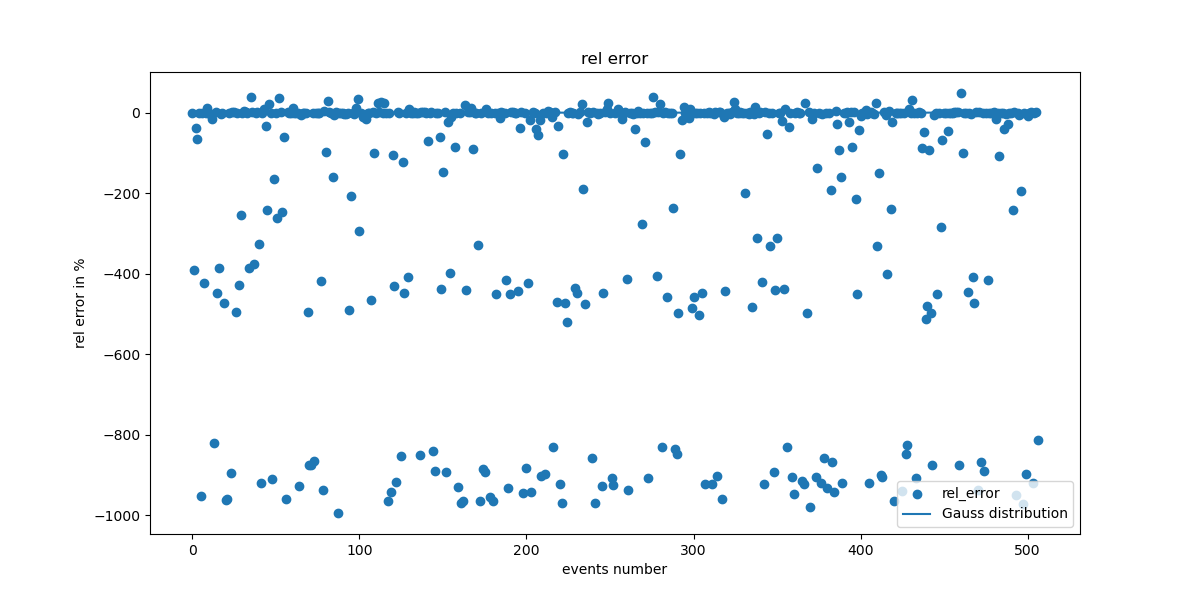 rel error
rel error in %
0
−200
−400
−600
−800
−1000
0
100
200
300
400
500
events number
rel_error
Gauss distribution